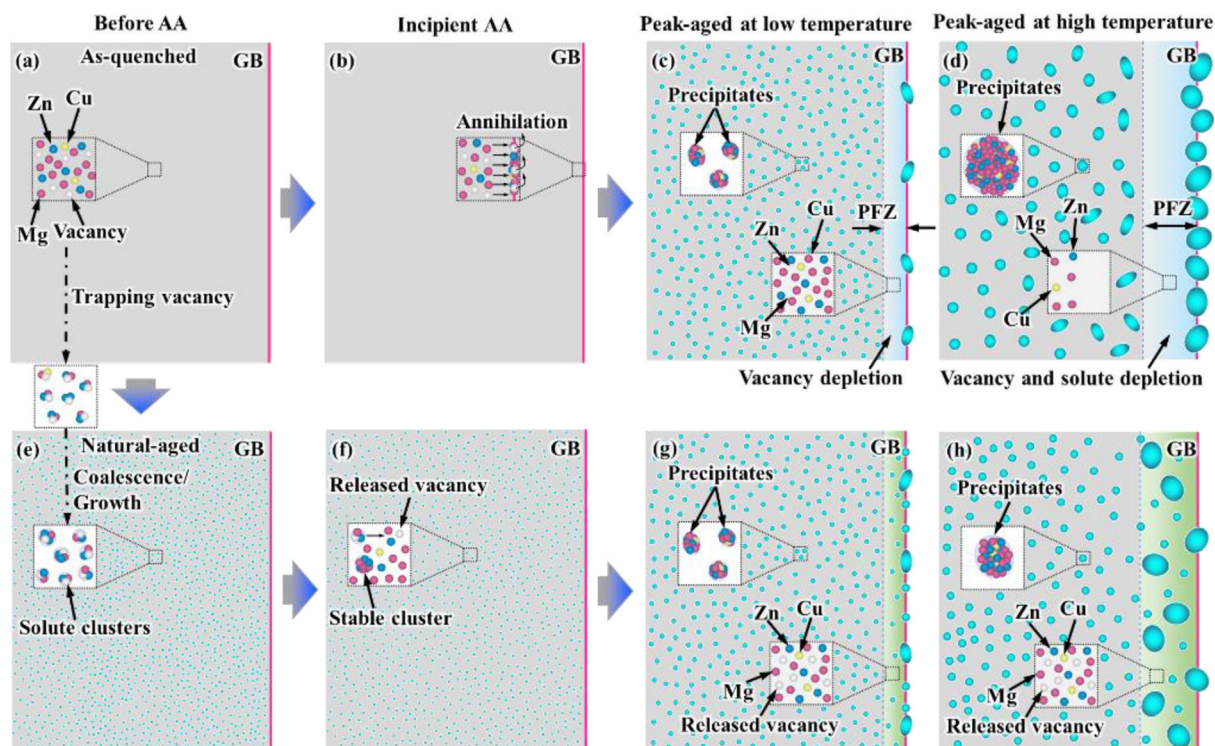 Before AA
Incipient AA
Peak-aged at low temperature
Peak-aged at high temperature
(a)
As-quenched
GB
Zn
Cu
Mg
Vacancy
Trapping vacancy
(b)
GB
Annihilation
(c)
GB
Precipitates
PFZ
Cu
Zn
Mg
Vacancy depletion
(d)
GB
Precipitates
Zn
PFZ
Mg
Cu
Vacancy and solute depletion
(e)
Natural-aged
GB
Coalescence/
Growth
Solute clusters
(f)
GB
Released vacancy
Stable cluster
(g)
GB
Precipitates
Zn
Cu
Mg
Released vacancy
(h)
GB
Precipitates
Zn
Cu
Mg
Released vacancy